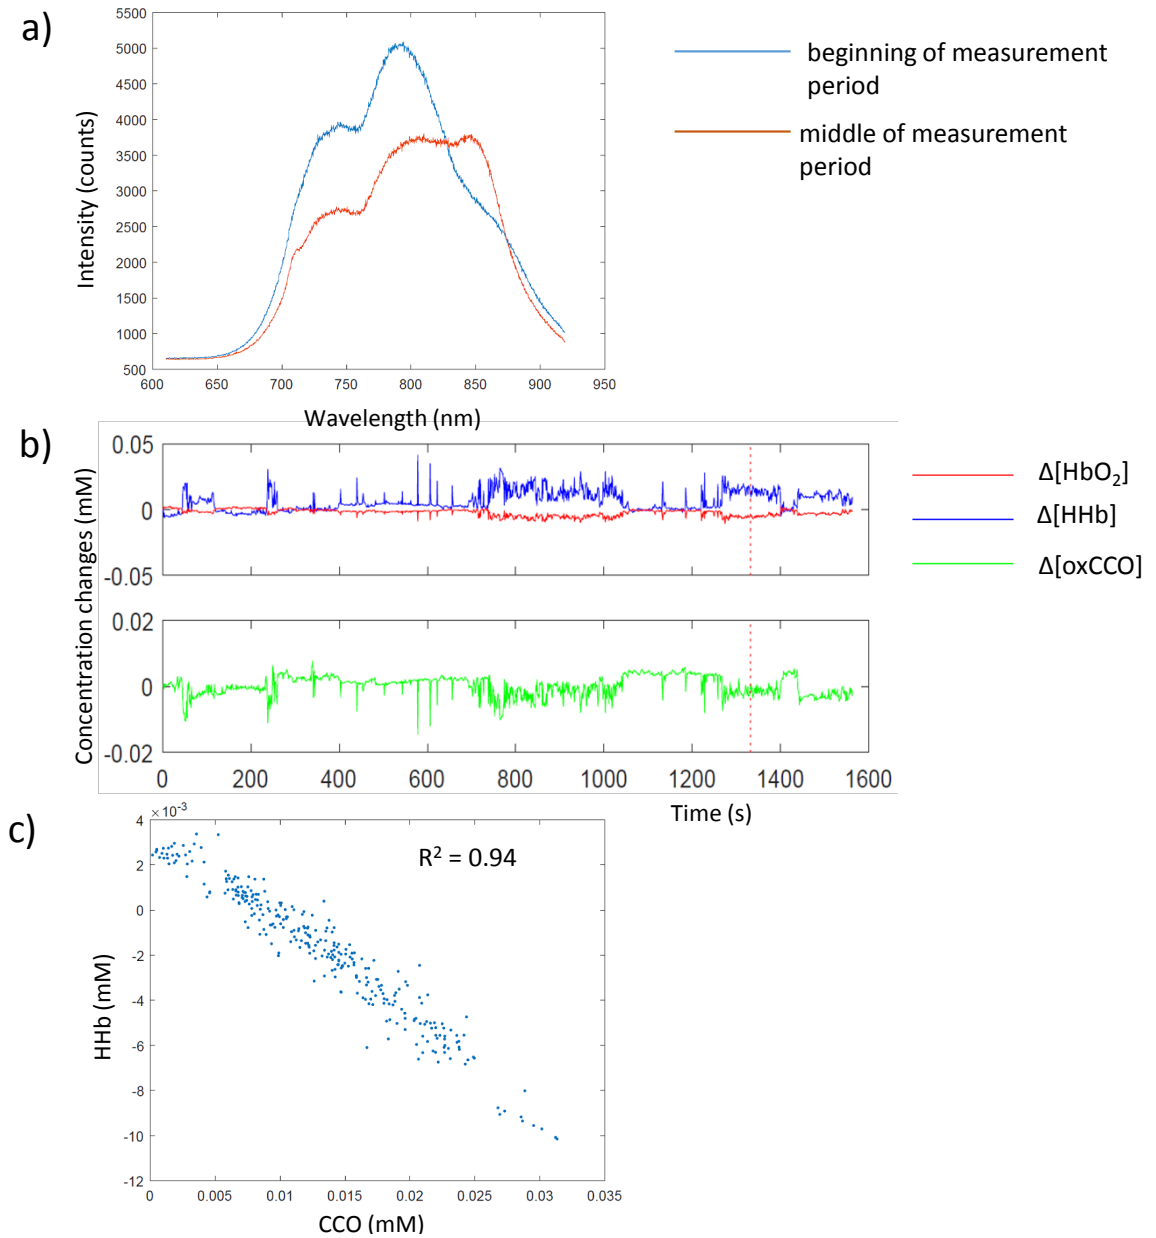 a)
5500
5000
4500
4000
3500
3000
2500
2000
1500
1000
500
600 650 700 750 800 850 900 950
Intensity (counts)
Wavelength (nm)
beginning of measurement
period
middle of measurement
period
b)
Concentration changes (mM)
0.05
0
-0.05
0.02
0
-0.02
0 200 400 600 800 1000 1200 1400 1600
Time (s)
Δ[HbO₂]
Δ[HHb]
Δ[oxCCO]
c)
×10⁻³
4
2
0
-2
-4
-6
-8
-10
-12
0 0.005 0.01 0.015 0.02 0.025 0.03 0.035
HHb (mM)
CCO (mM)
R² = 0.94